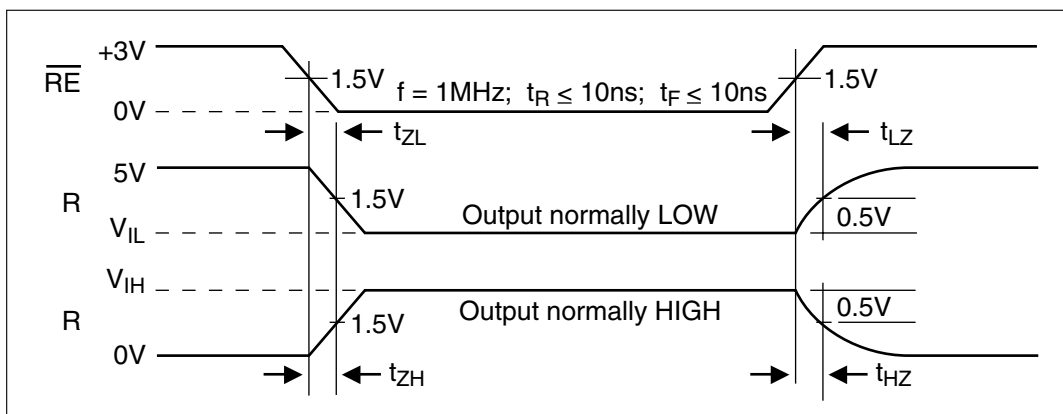 +3V
R̅E̅
1.5V
f = 1MHz; tR ≤ 10ns; tF ≤ 10ns
1.5V
0V
tZL
tLZ
5V
R
1.5V
Output normally LOW
0.5V
VIL
VIH
R
1.5V
Output normally HIGH
0.5V
0V
tZH
tHZ